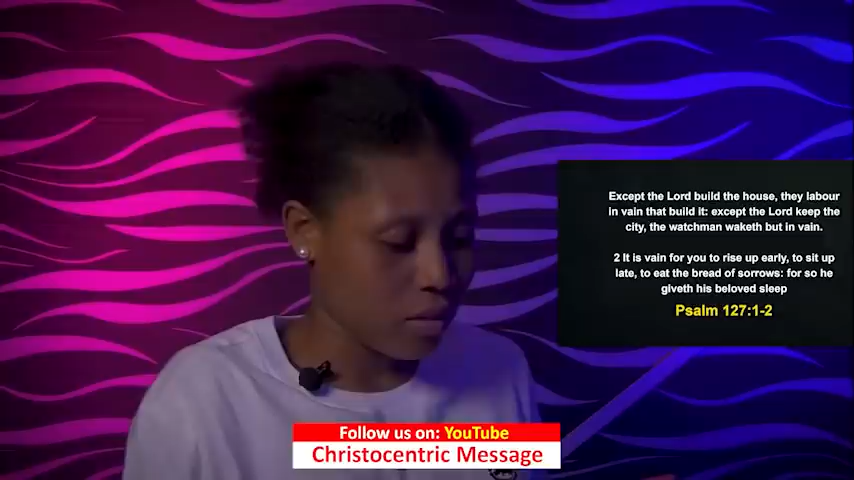 Except the Lord build the house, they labour
in vain that build it: except the Lord keep the
city, the watchman waketh but in vain.
2 It is vain for you to rise up early, to sit up
late, to eat the bread of sorrows: for so he
giveth his beloved sleep
Psalm 127:1-2
Follow us on: YouTube
Christocentric Message